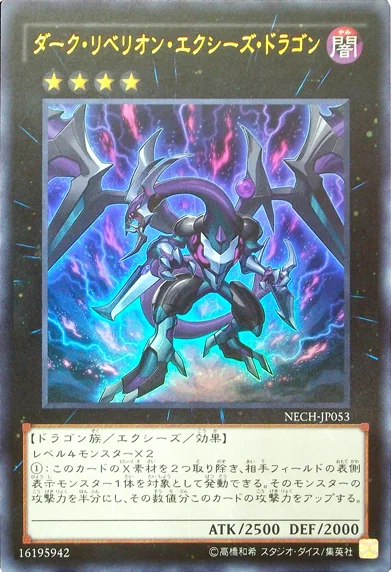 ダーク・リベリオン・エクシーズ・ドラゴン 闇
NECH-JP053
【ドラゴン族/エクシーズ/効果】
レベル4モンスター×2
①:このカードのX素材を2つ取り除き、相手フィールドの表側
表示モンスター1体を対象として発動できる。そのモンスターの
攻撃力を半分にし、その数値分このカードの攻撃力をアップする。
ATK/2500 DEF/2000
16195942 ©高橋和希 スタジオ・ダイス/集英社